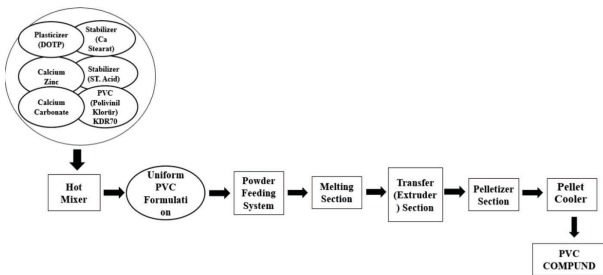 Plasticizer
(DOTP)
Stabilizer
(Ca
Stearat)
Calcium
Zinc
Stabilizer
(ST. Acid)
Calcium
Carbonate
PVC
(Polivinil
Klorür)
KDR70
Hot
Mixer
Uniform
PVC
Formulati
on
Powder
Feeding
System
Melting
Section
Transfer
(Extruder
) Section
Pelletizer
Section
Pellet
Cooler
PVC
COMPUND